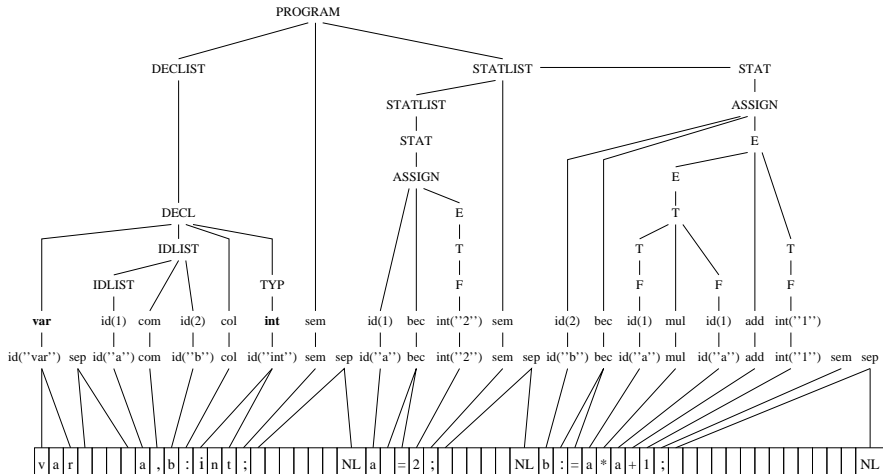 PROGRAM
DECLIST STATLIST STAT
STATLIST ASSIGN
STAT E
ASSIGN E
DECL E T
IDLIST T T T
IDLIST TYP F F F F
var id(1) com id(2) col int sem id(1) bec int(''2'') sem id(2) bec id(1) mul id(1) add int(''1'')
id(''var'') sep id(''a'') com id(''b'') col id(''int'') sem sep id(''a'') bec int(''2'') sem sep id(''b'') bec id(''a'') mul id(''a'') add int(''1'') sem sep
v a r a , b : i n t ; NL a = 2 ; NL b : = a * a + 1 ; NL